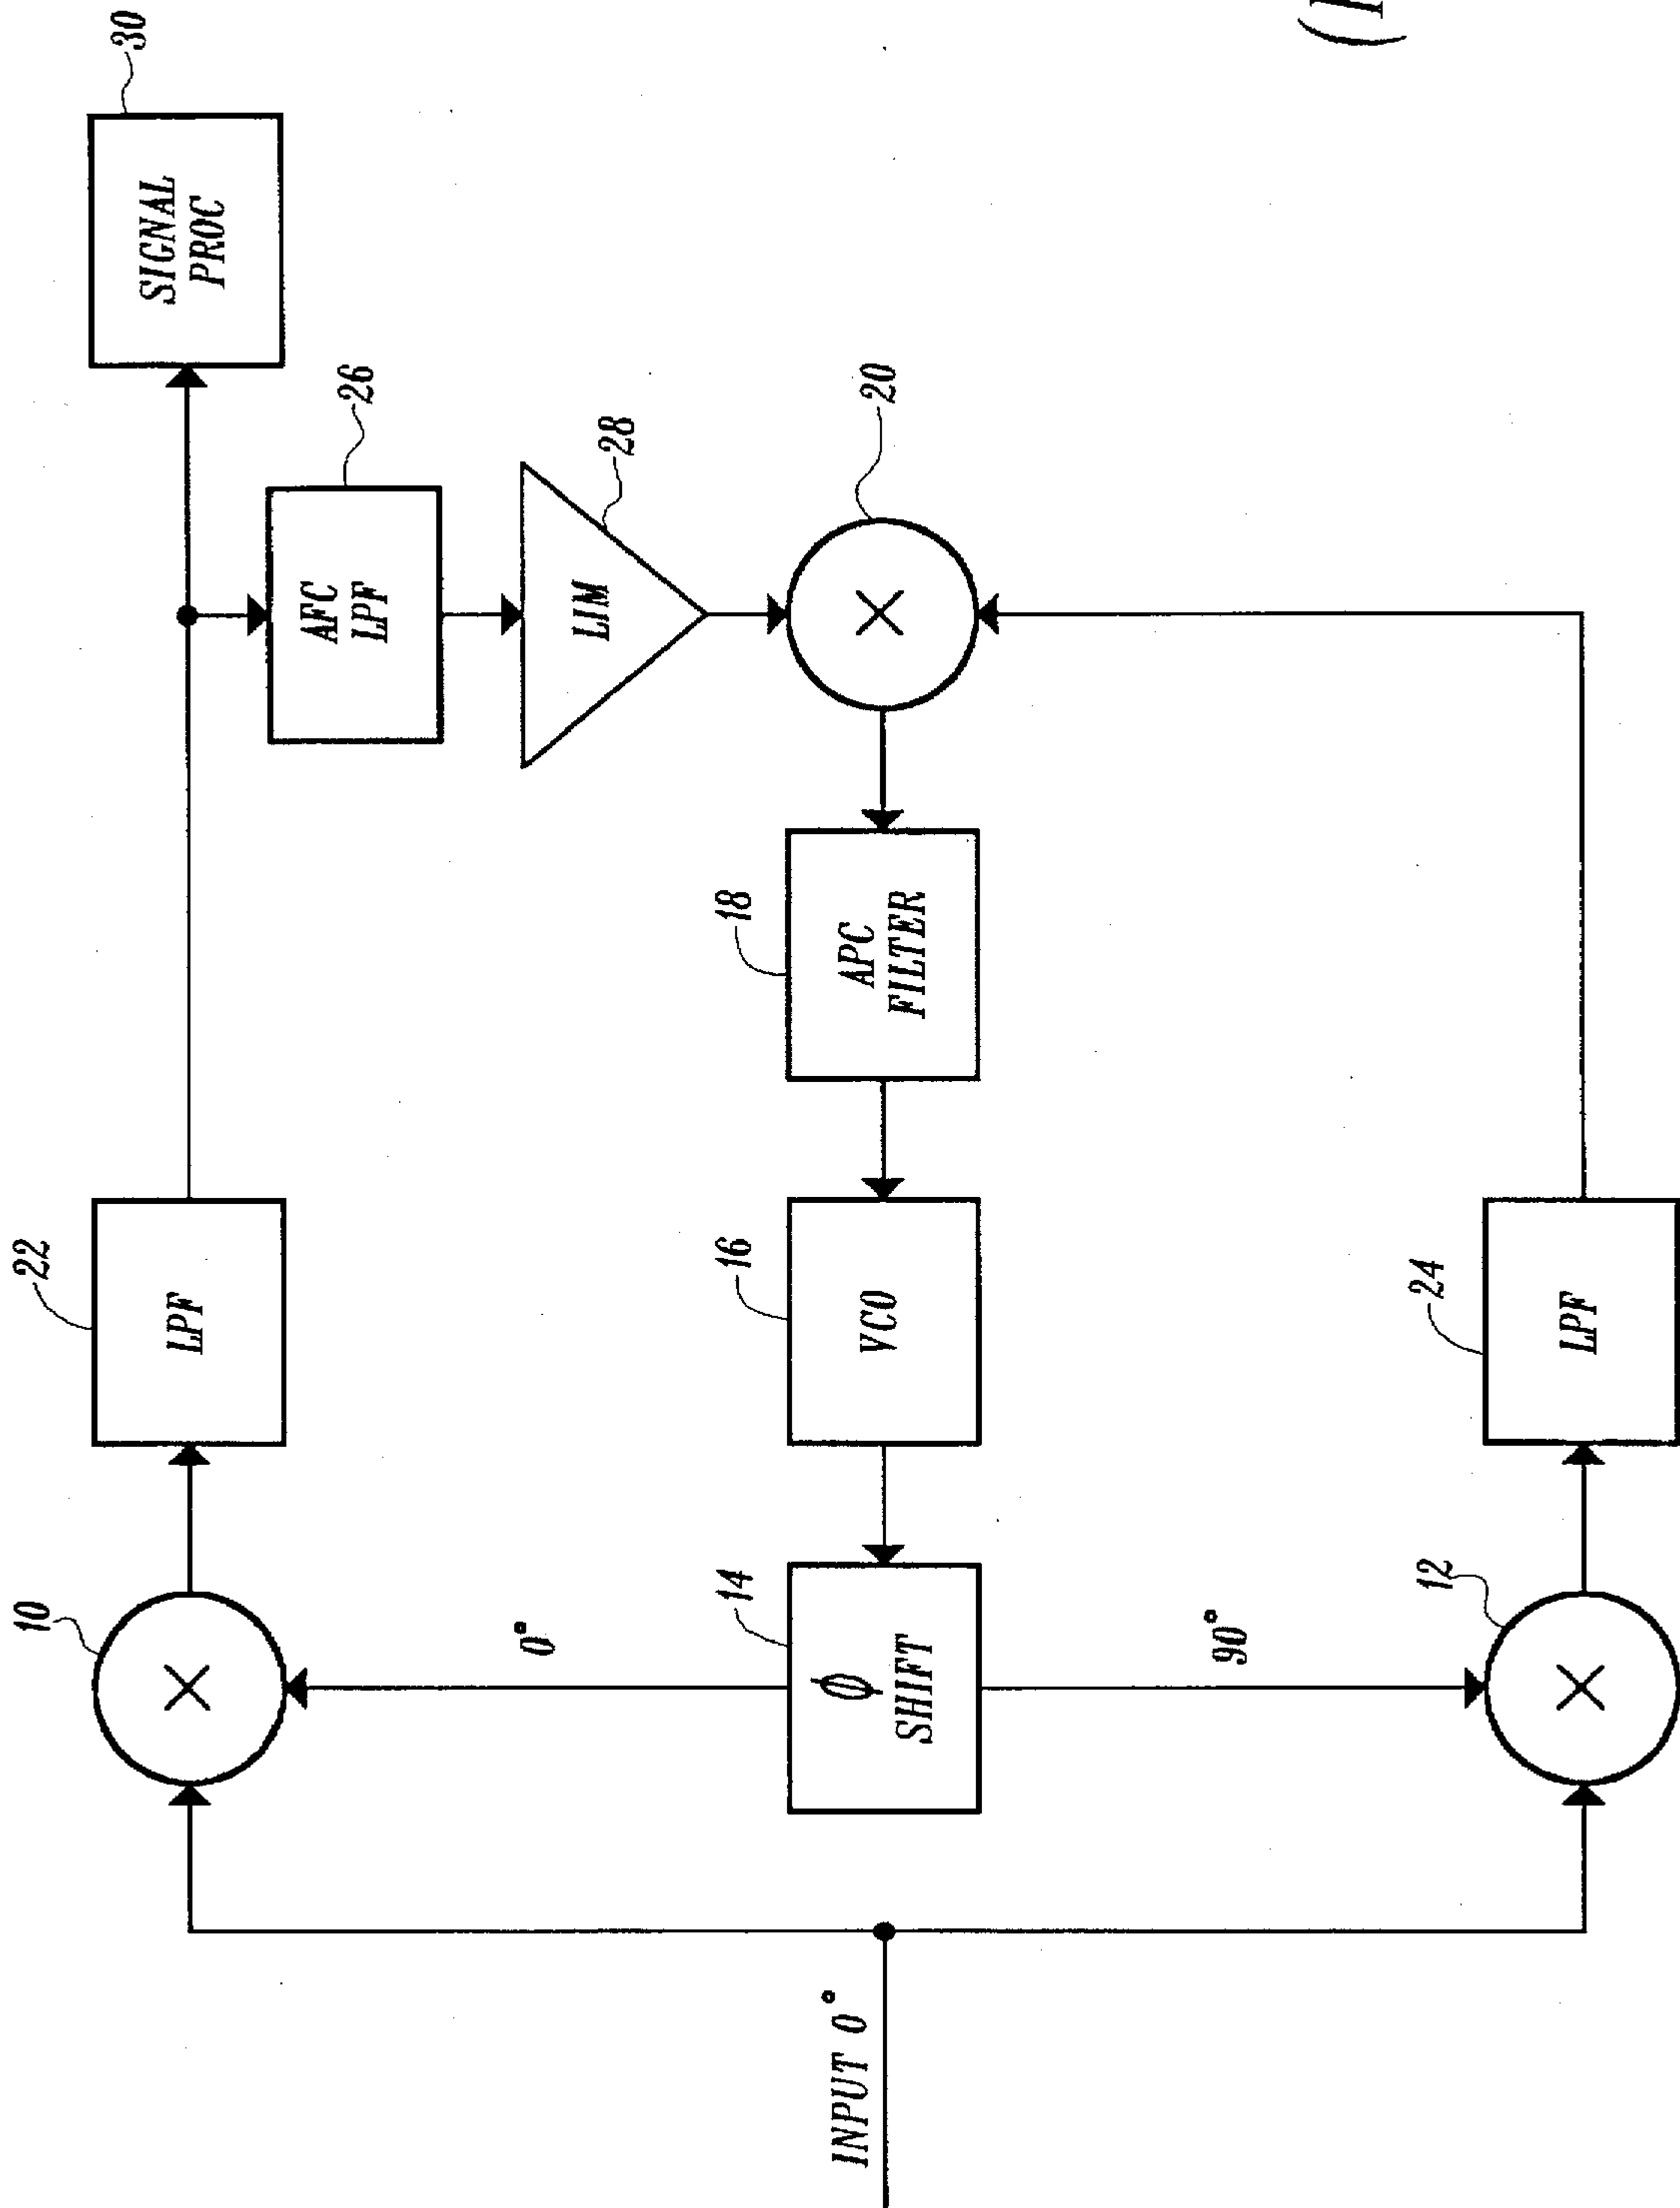 30
SIGNAL
PROC
22
LPF
26
AFC
LPF
28
LIM
10
0°
20
18
APC
FILTER
16
VCO
14
ϕ
SHIFT
INPUT 0°
90°
12
24
LPF